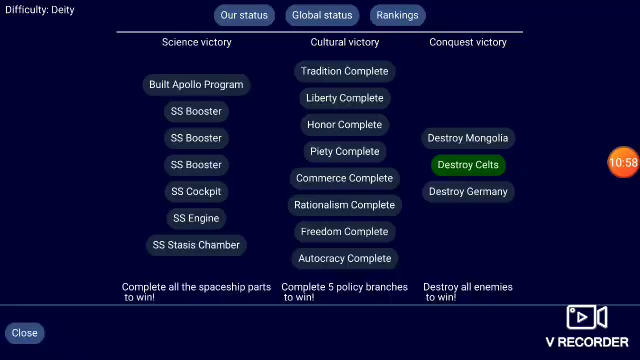 Difficulty: Deity
Our status
Global status
Rankings
Science victory
Cultural victory
Conquest victory
Built Apollo Program
SS Booster
SS Booster
SS Booster
SS Cockpit
SS Engine
SS Stasis Chamber
Tradition Complete
Liberty Complete
Honor Complete
Piety Complete
Commerce Complete
Rationalism Complete
Freedom Complete
Autocracy Complete
Destroy Mongolia
Destroy Celts
Destroy Germany
Complete all the spaceship parts
to win!
Complete 5 policy branches
to win!
Destroy all enemies
to win!
Close
10:58
V RECORDER